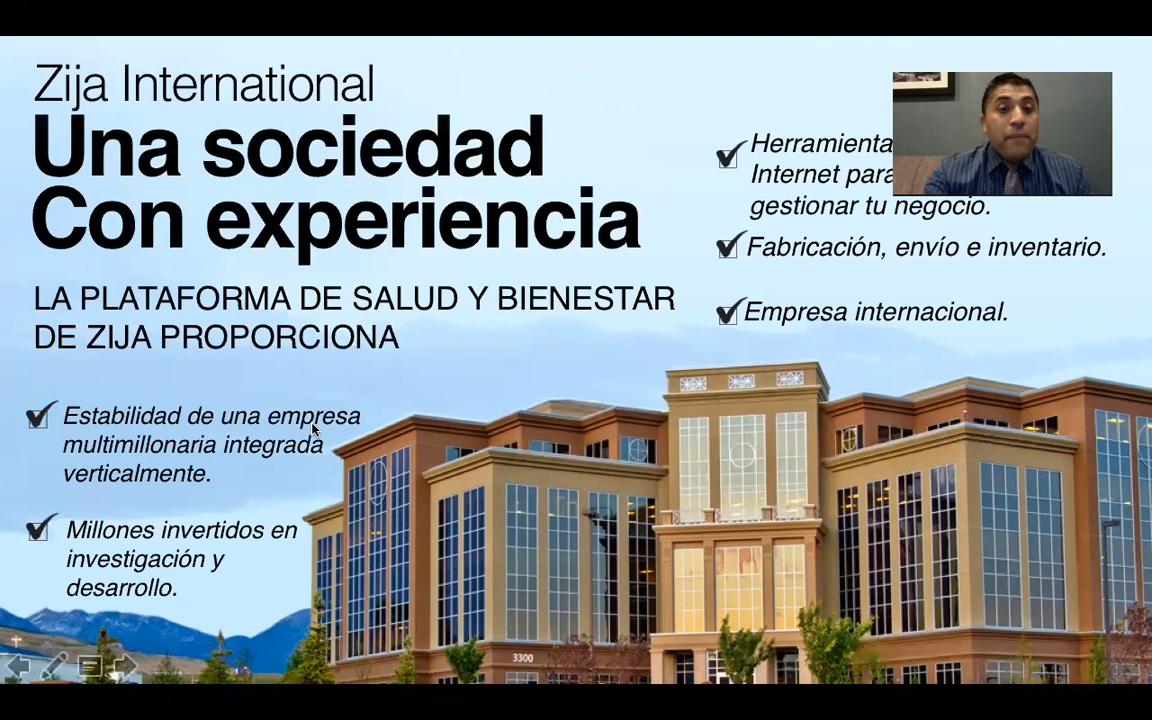 Zija International
Una sociedad
Con experiencia
LA PLATAFORMA DE SALUD Y BIENESTAR
DE ZIJA PROPORCIONA
Estabilidad de una empresa
multimillonaria integrada
verticalmente.
Millones invertidos en
investigación y
desarrollo.
Herramienta
Internet para
gestionar tu negocio.
Fabricación, envío e inventario.
Empresa internacional.
3300